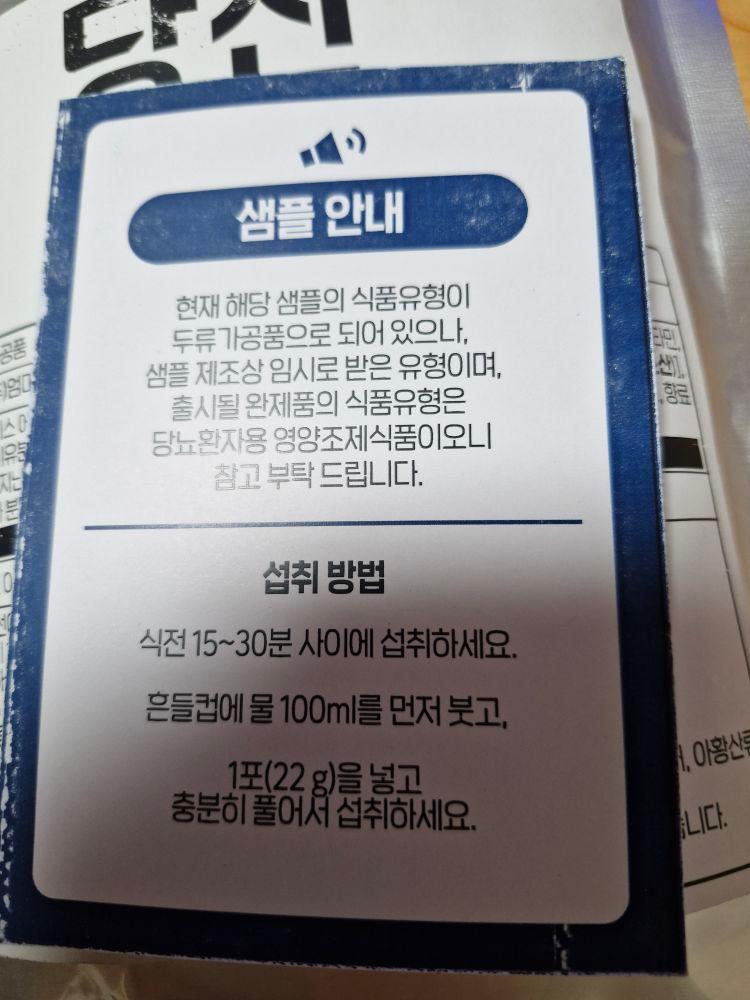 샘플 안내
현재 해당 샘플의 식품유형이
두류가공품으로 되어 있으나,
샘플 제조상 임시로 받은 유형이며,
출시될 완제품의 식품유형은
당뇨환자용 영양조제식품이오니
참고 부탁 드립니다.
섭취 방법
식전 15~30분 사이에 섭취하세요.
흔들컵에 물 100ml를 먼저 붓고,
1포(22 g)을 넣고
충분히 풀어서 섭취하세요.
향료
아황산류